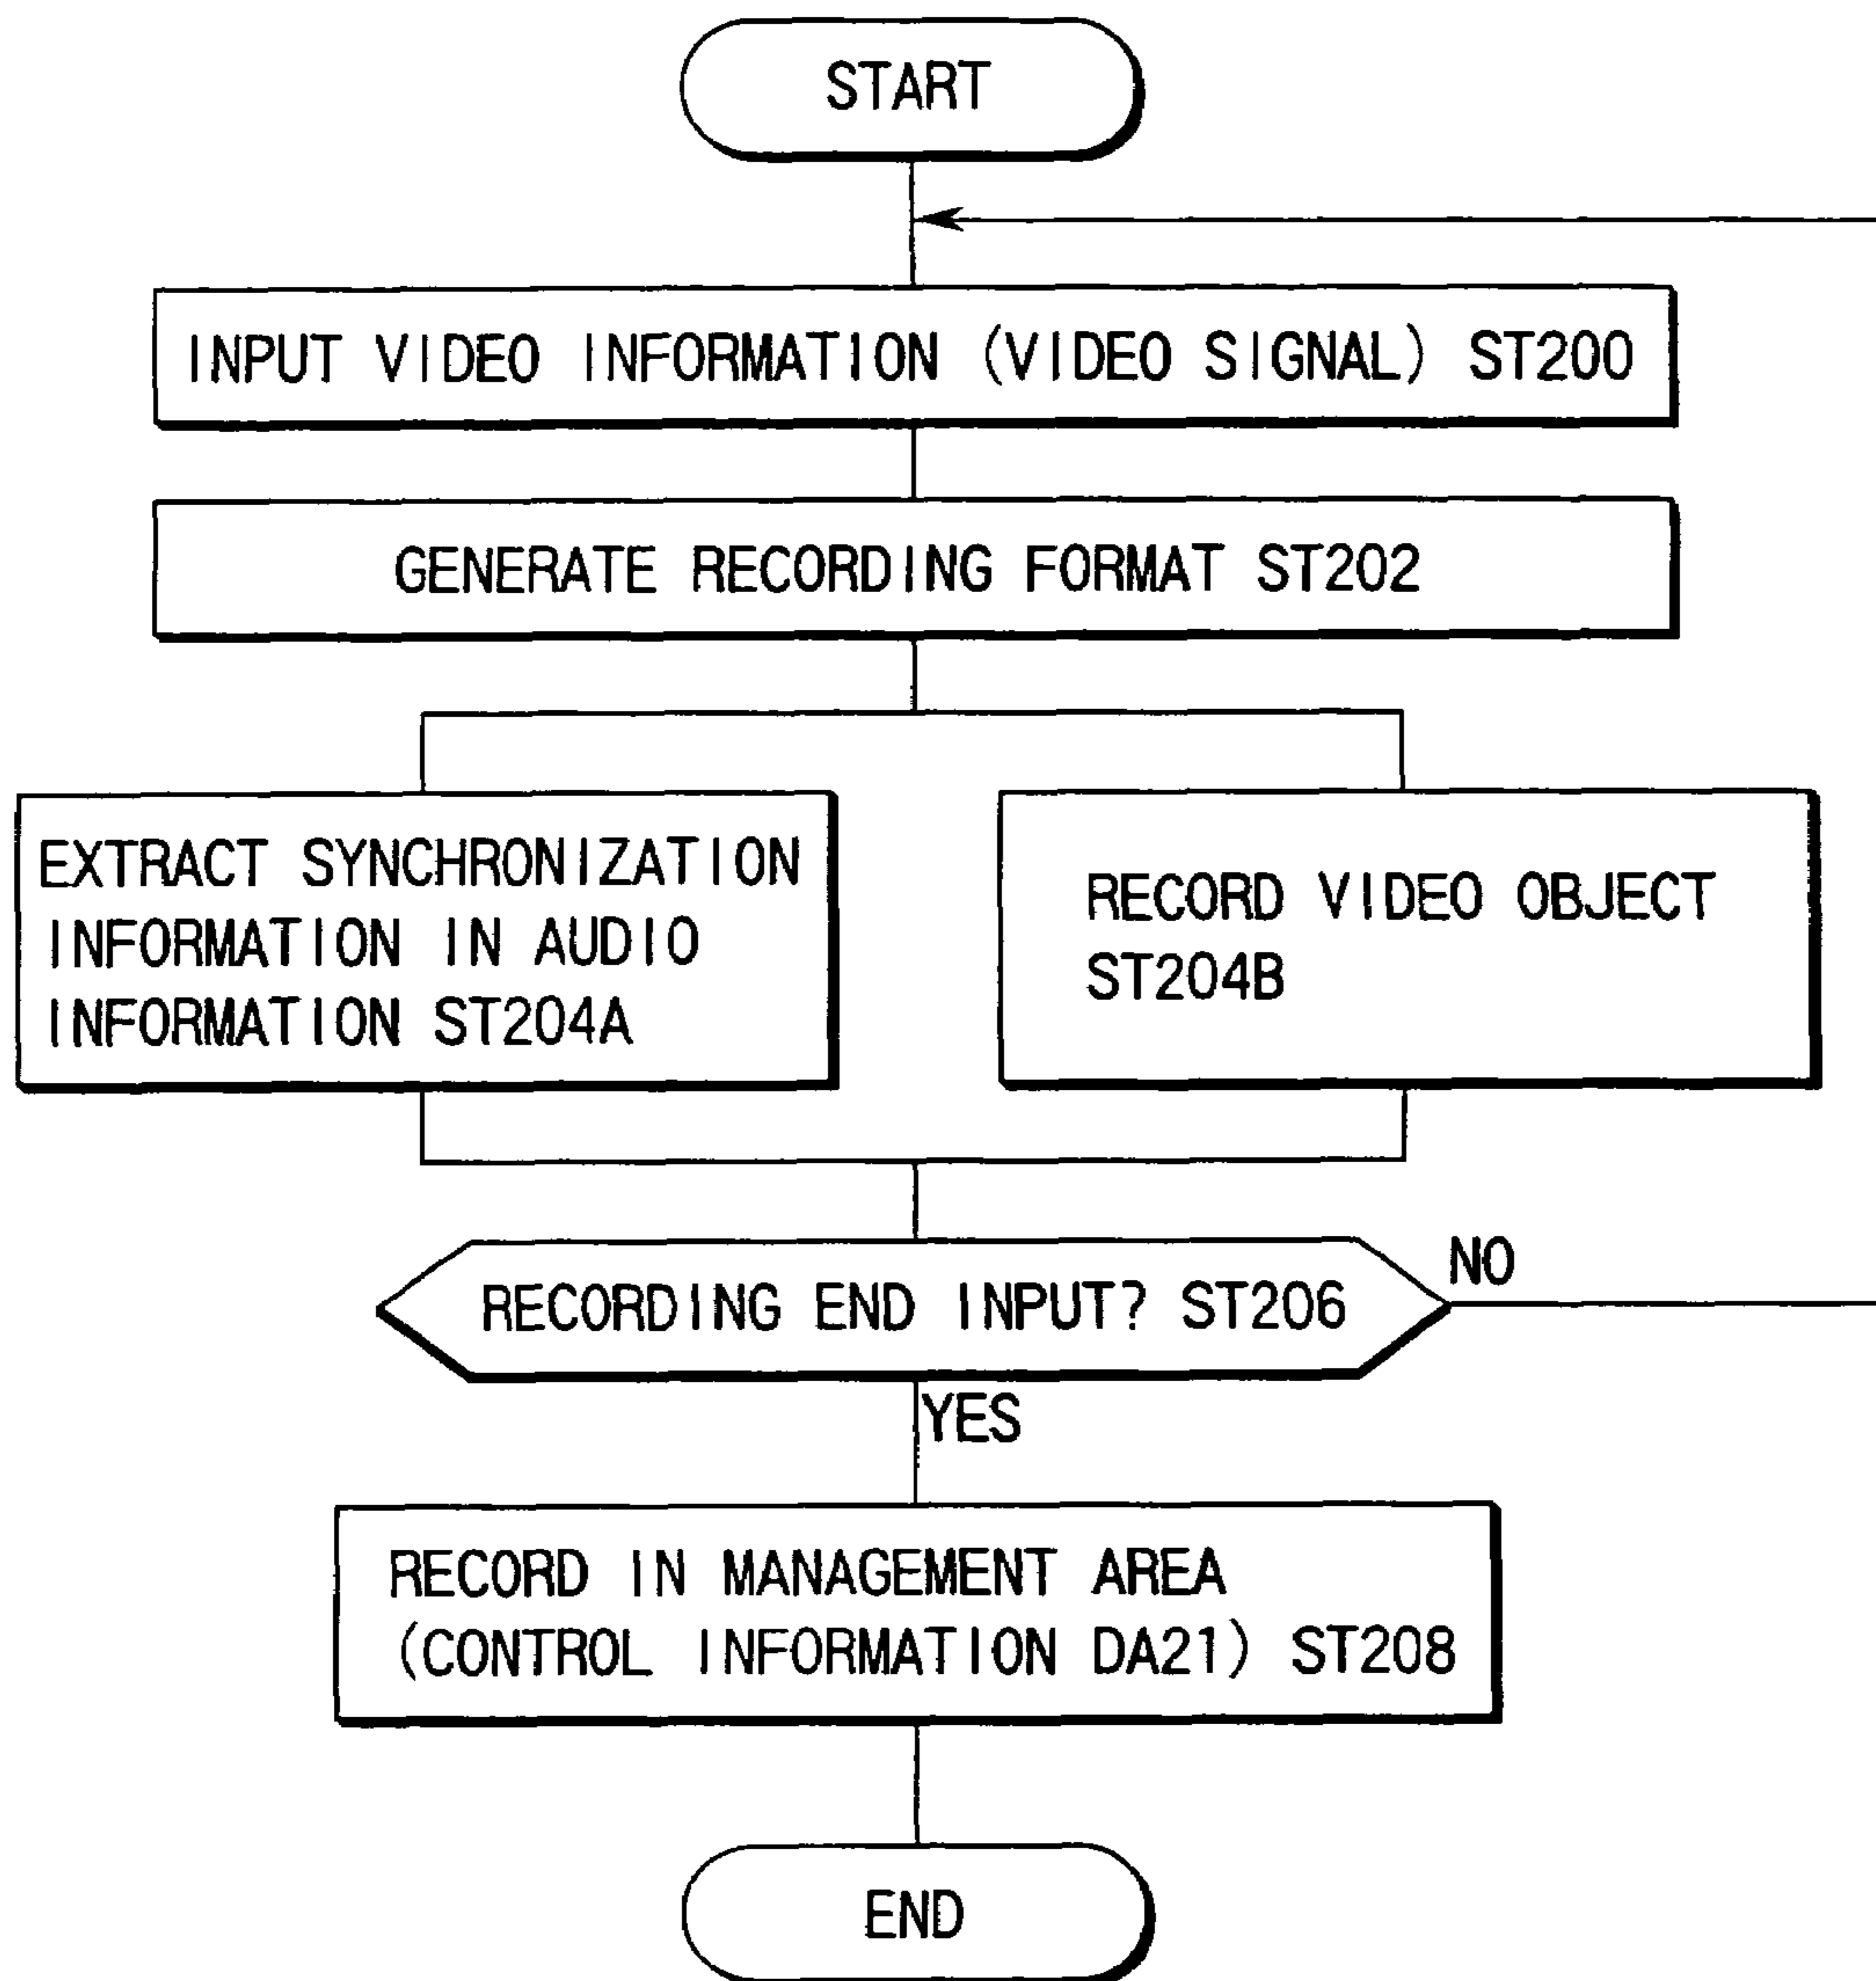 START
INPUT VIDEO INFORMATION (VIDEO SIGNAL) ST200
GENERATE RECORDING FORMAT ST202
EXTRACT SYNCHRONIZATION
INFORMATION IN AUDIO
INFORMATION ST204A
RECORD VIDEO OBJECT
ST204B
RECORDING END INPUT? ST206
NO
YES
RECORD IN MANAGEMENT AREA
(CONTROL INFORMATION DA21) ST208
END